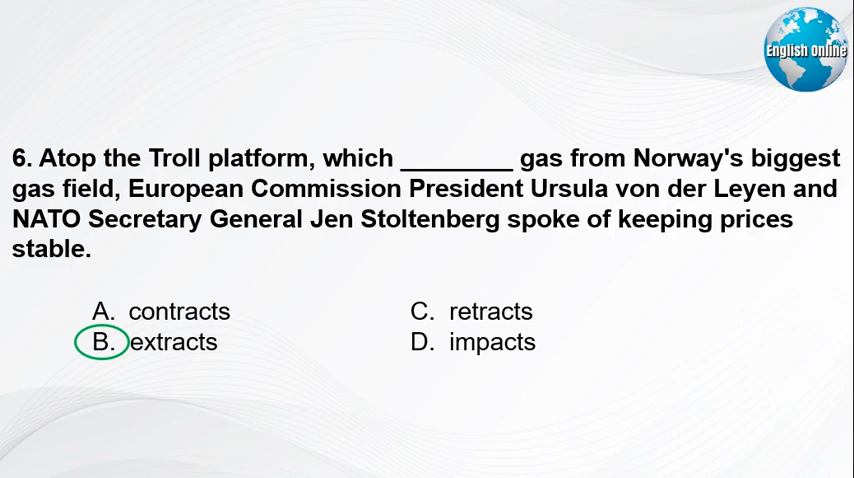 English Online
6. Atop the Troll platform, which ________ gas from Norway's biggest
gas field, European Commission President Ursula von der Leyen and
NATO Secretary General Jen Stoltenberg spoke of keeping prices
stable.
A. contracts
B. extracts
C. retracts
D. impacts